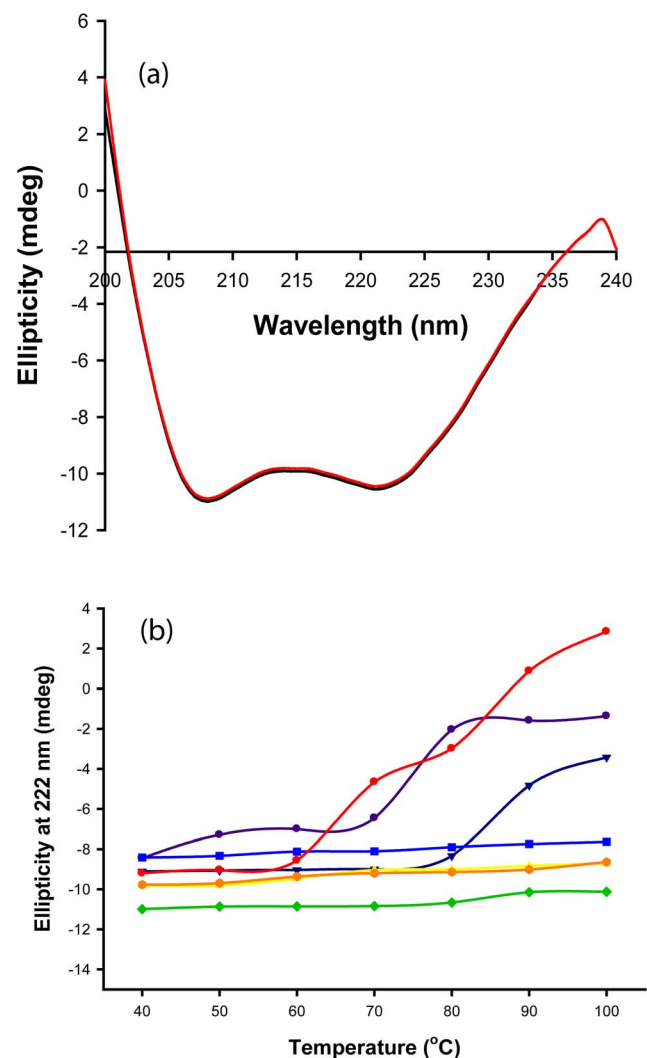 (a)
6
4
2
0
-2
-4
-6
-8
-10
-12
Ellipticity (mdeg)
200 205 210 215 220 225 230 235 240
Wavelength (nm)
(b)
4
2
0
-2
-4
-6
-8
-10
-12
-14
Ellipticity at 222 nm (mdeg)
40 50 60 70 80 90 100
Temperature (°C)